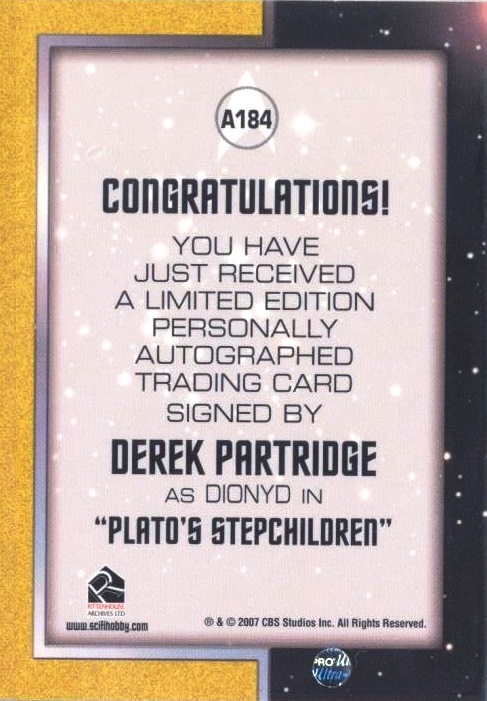 A184
CONGRATULATIONS!
YOU HAVE
JUST RECEIVED
A LIMITED EDITION
PERSONALLY
AUTOGRAPHED
TRADING CARD
SIGNED BY
DEREK PARTRIDGE
AS DIONYD IN
"PLATO'S STEPCHILDREN"
RITTENHOUSE
ARCHIVES LTD
www.scifihobby.com
® & © 2007 CBS Studios Inc. All Rights Reserved.
PRO
Ultra